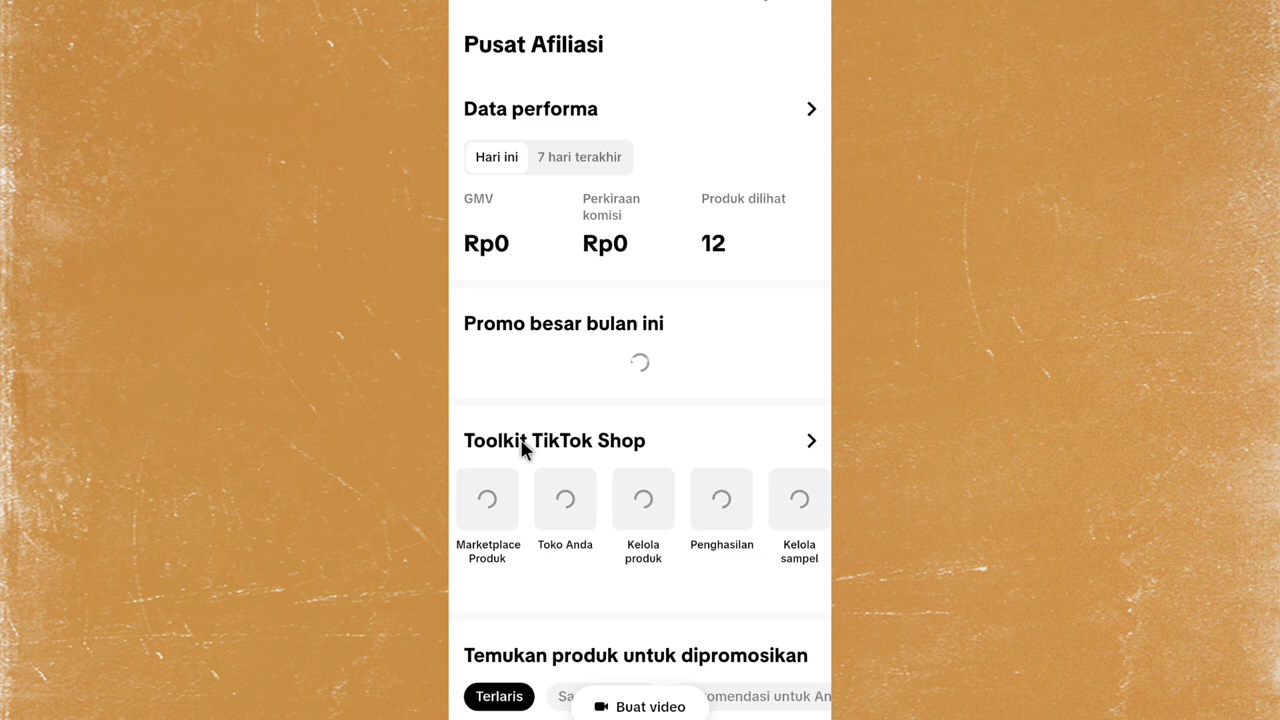 Pusat Afiliasi
Data performa
Hari ini 7 hari terakhir
GMV Perkiraan komisi Produk dilihat
Rp0 Rp0 12
Promo besar bulan ini
Toolkit TikTok Shop
Marketplace Produk Toko Anda Kelola produk Penghasilan Kelola sampel
Temukan produk untuk dipromosikan
Terlaris
Buat video